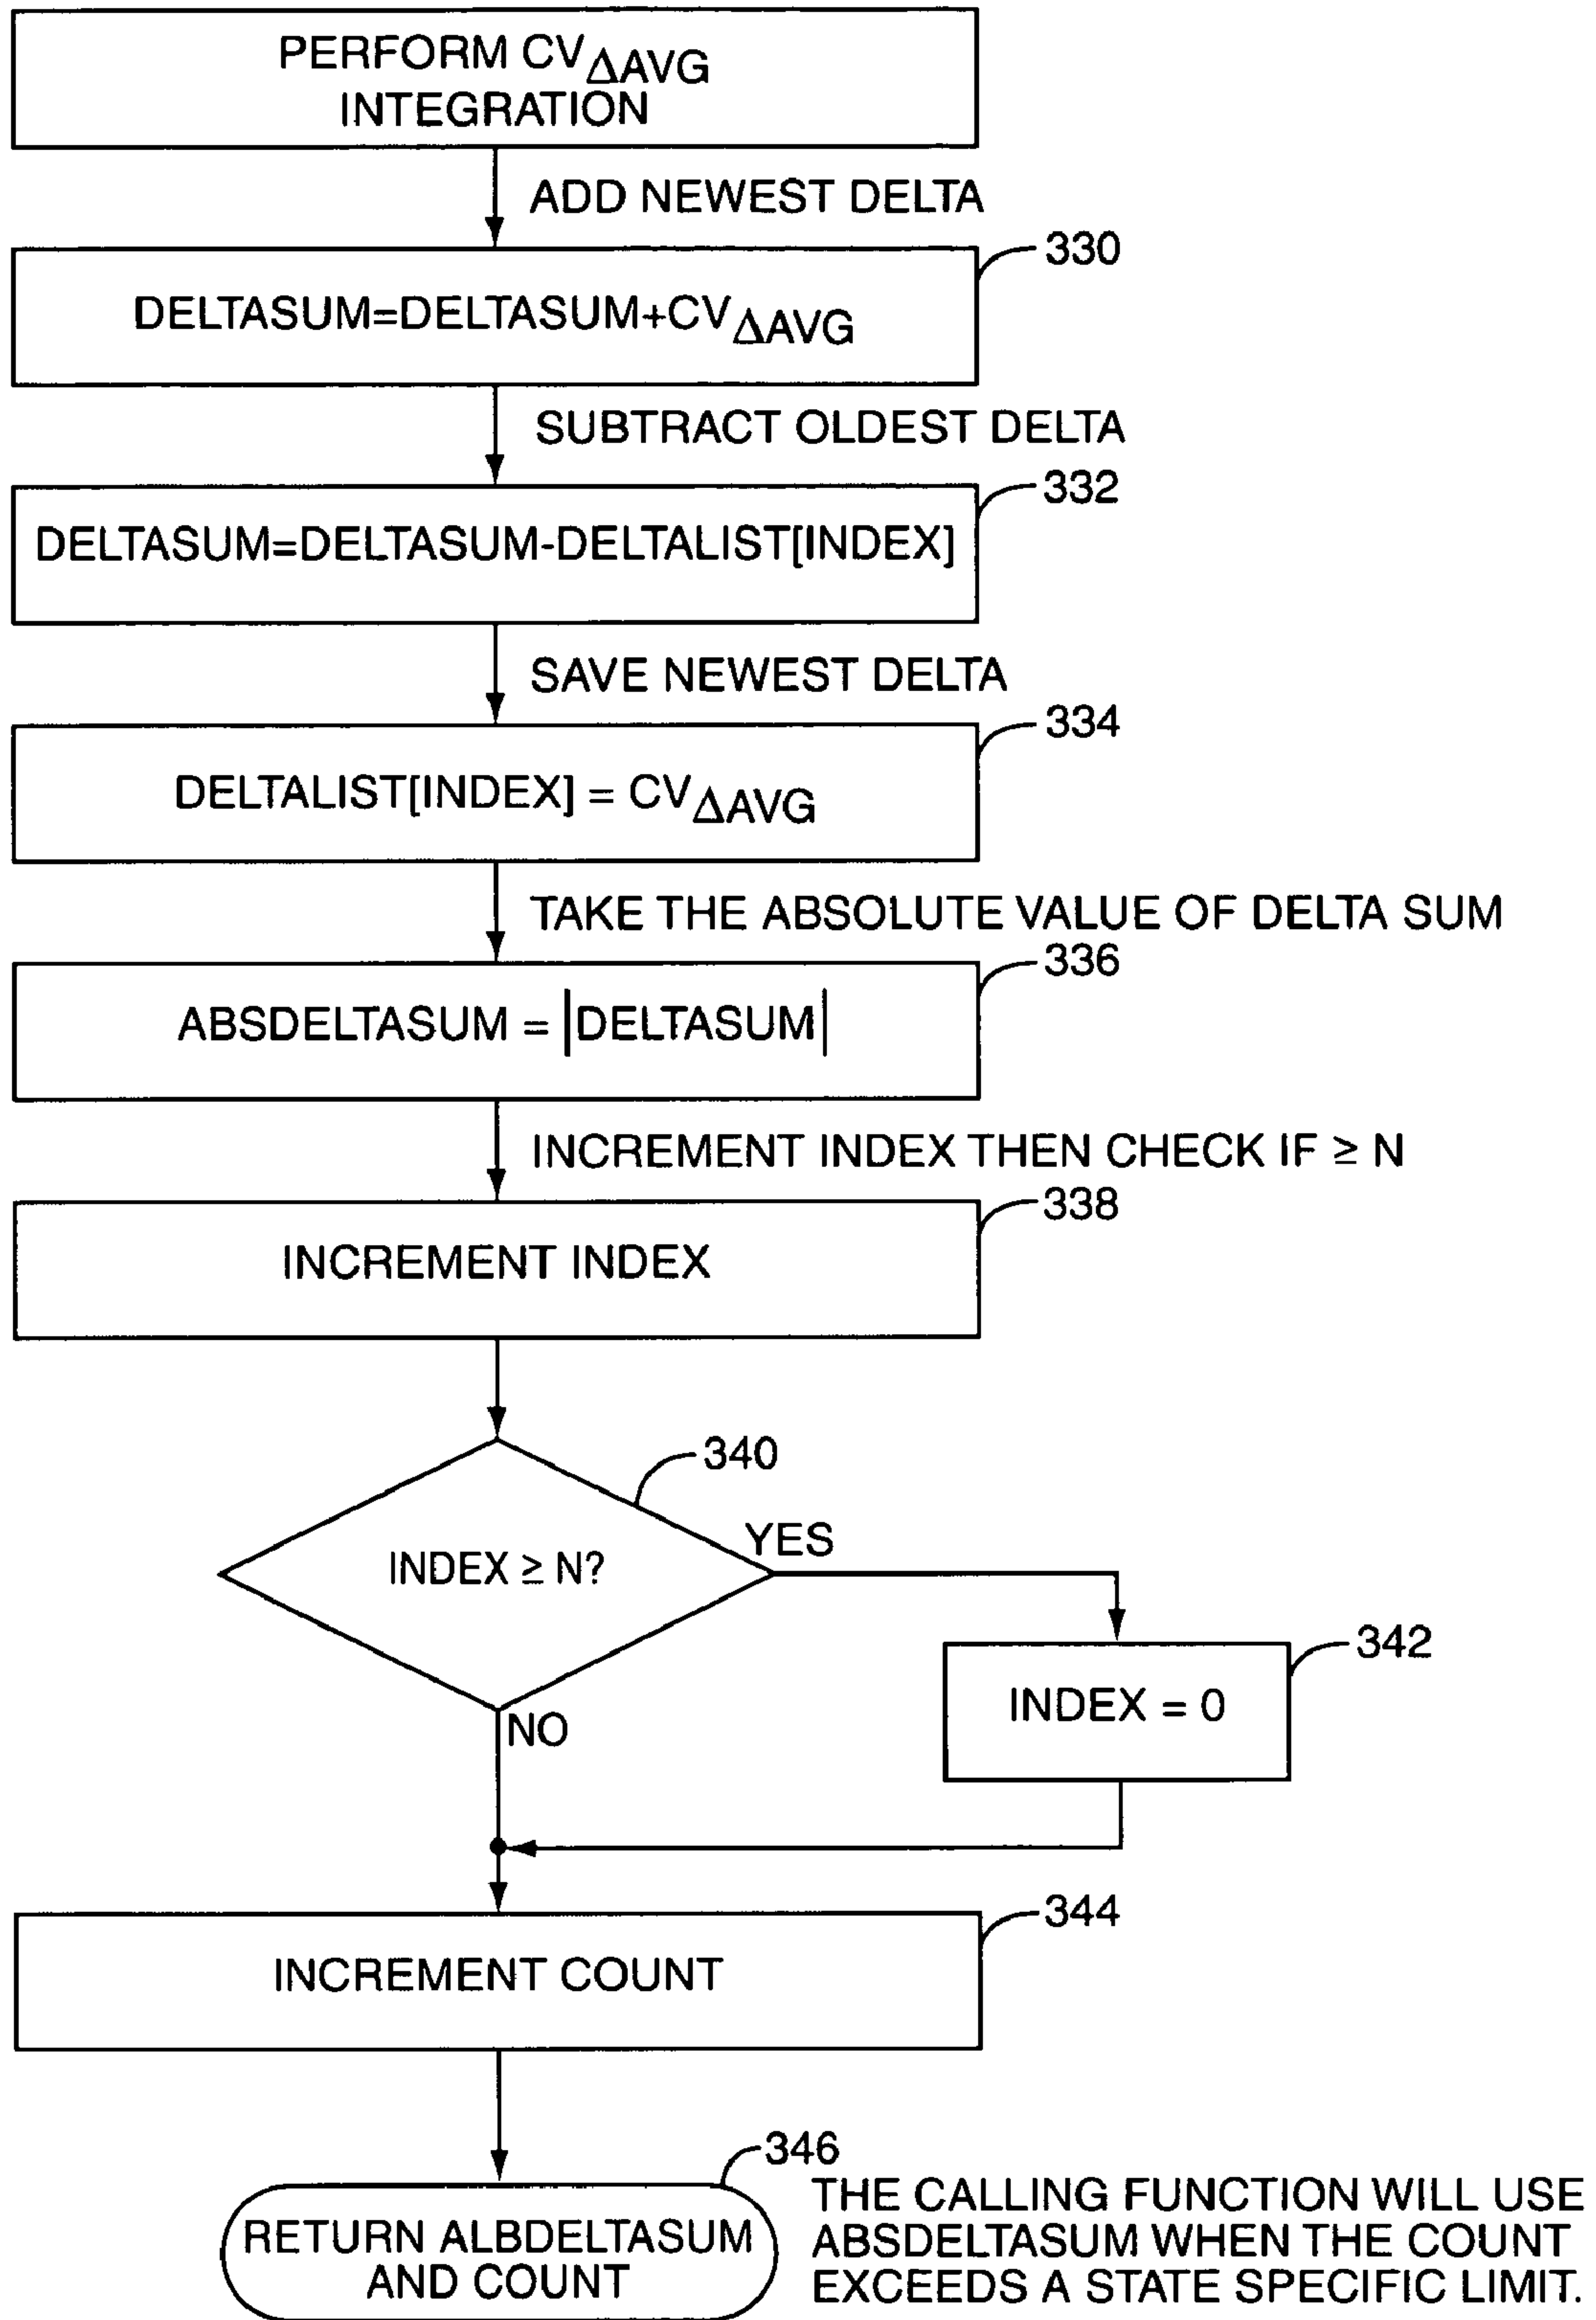 PERFORM CVΔAVG
INTEGRATION
ADD NEWEST DELTA
330
DELTASUM=DELTASUM+CVΔAVG
SUBTRACT OLDEST DELTA
332
DELTASUM=DELTASUM-DELTALIST[INDEX]
SAVE NEWEST DELTA
334
DELTALIST[INDEX] = CVΔAVG
TAKE THE ABSOLUTE VALUE OF DELTA SUM
336
ABSDELTASUM = |DELTASUM|
INCREMENT INDEX THEN CHECK IF ≥ N
338
INCREMENT INDEX
340
INDEX ≥ N?
YES
342
INDEX = 0
NO
344
INCREMENT COUNT
346
RETURN ALBDELTASUM
AND COUNT
THE CALLING FUNCTION WILL USE
ABSDELTASUM WHEN THE COUNT
EXCEEDS A STATE SPECIFIC LIMIT.